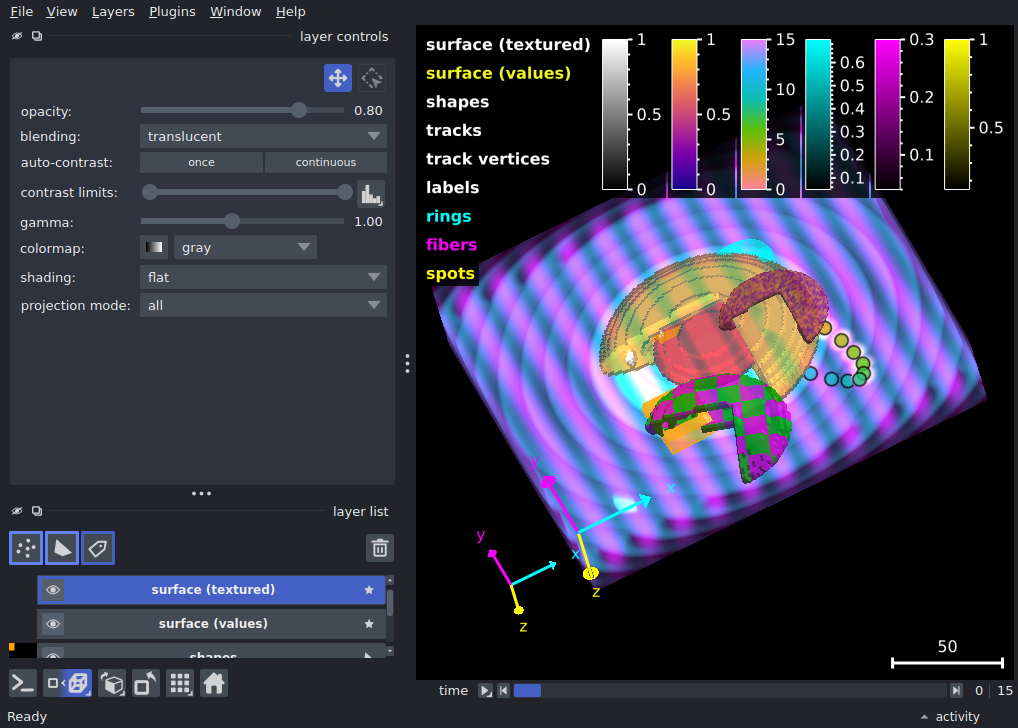 File View Layers Plugins Window Help
layer controls
opacity: 0.80
blending: translucent
auto-contrast: once continuous
contrast limits:
gamma: 1.00
colormap: gray
shading: flat
projection mode: all
layer list
surface (textured)
surface (values)
shapes
Ready
surface (textured)
surface (values)
shapes
tracks
track vertices
labels
rings
fibers
spots
1
0.5
0
1
0.5
0
15
10
5
0
0.6
0.5
0.4
0.3
0.2
0.1
0.3
0.2
0.1
1
0.5
y
x
z
y
x
z
50
time 0 15
activity